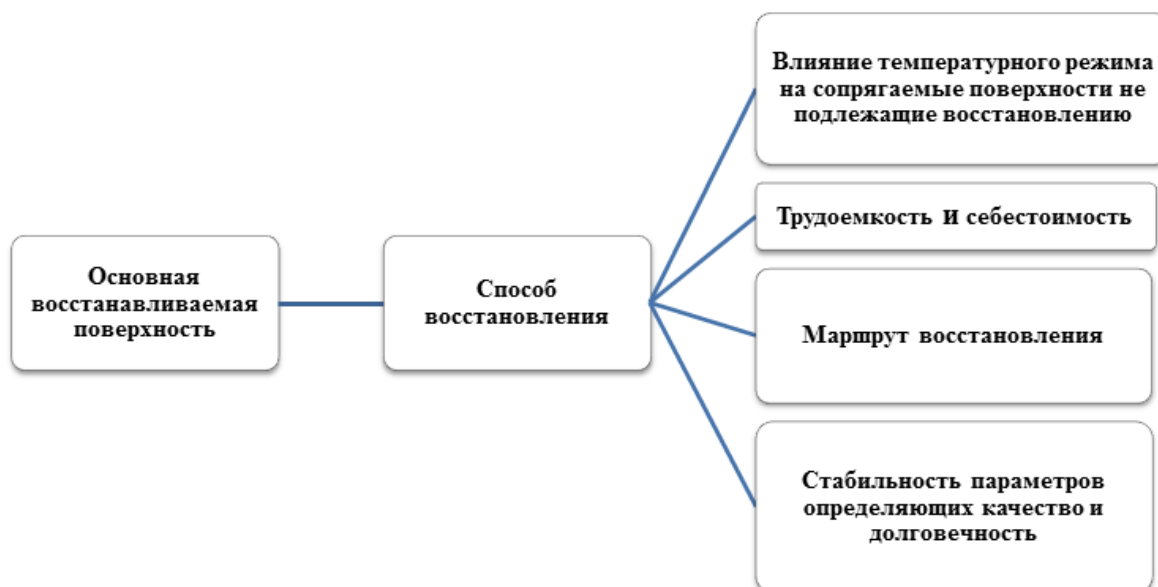 Основная
восстанавливаемая
поверхность
Способ
восстановления
Влияние температурного режима
на сопрягаемые поверхности не
подлежащие восстановлению
Трудоемкость и себестоимость
Маршрут восстановления
Стабильность параметров
определяющих качество и
долговечность